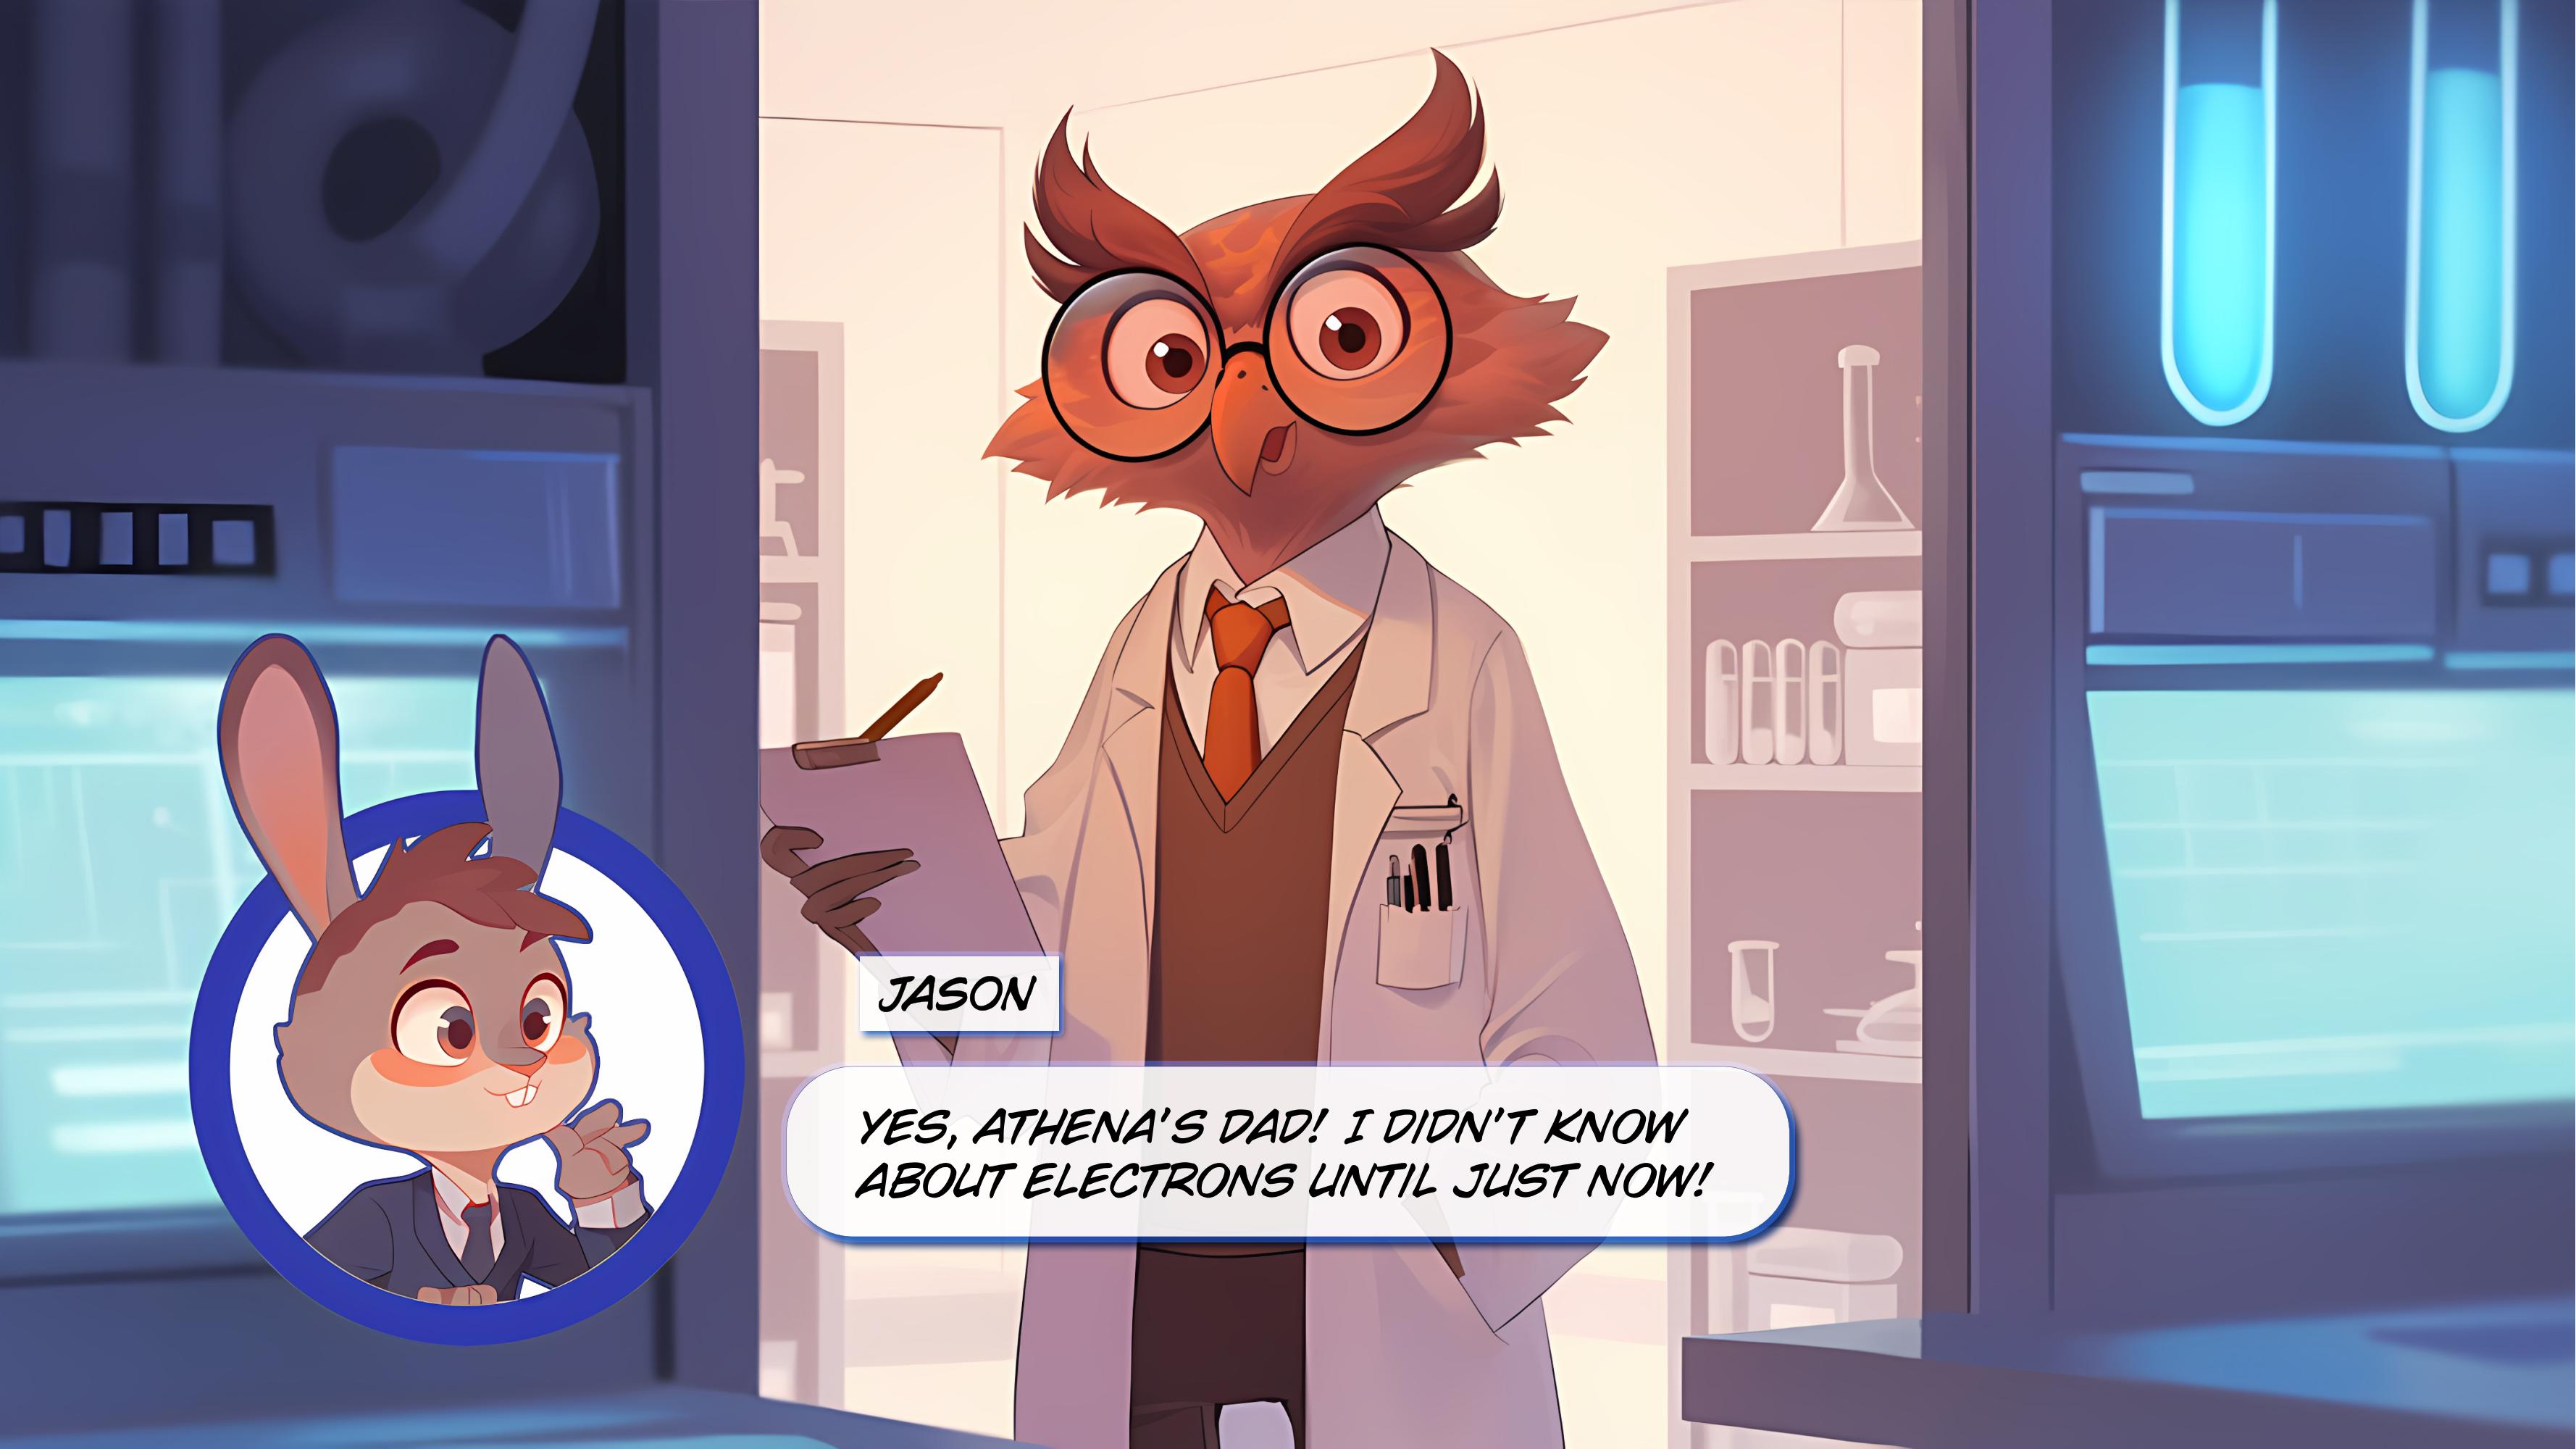 JASON
YES, ATHENA'S DAD! I DIDN'T KNOW
ABOUT ELECTRONS UNTIL JUST NOW!